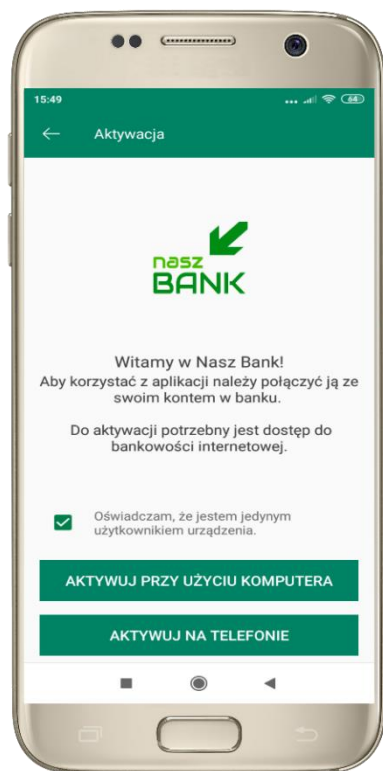 15:49
64
Aktywacja
nasz
BANK
Witamy w Nasz Bank!
Aby korzystać z aplikacji należy połączyć ją ze
swoim kontem w banku.
Do aktywacji potrzebny jest dostęp do
bankowości internetowej.
Oświadczam, że jestem jedynym
użytkownikiem urządzenia.
AKTYWUJ PRZY UŻYCIU KOMPUTERA
AKTYWUJ NA TELEFONIE